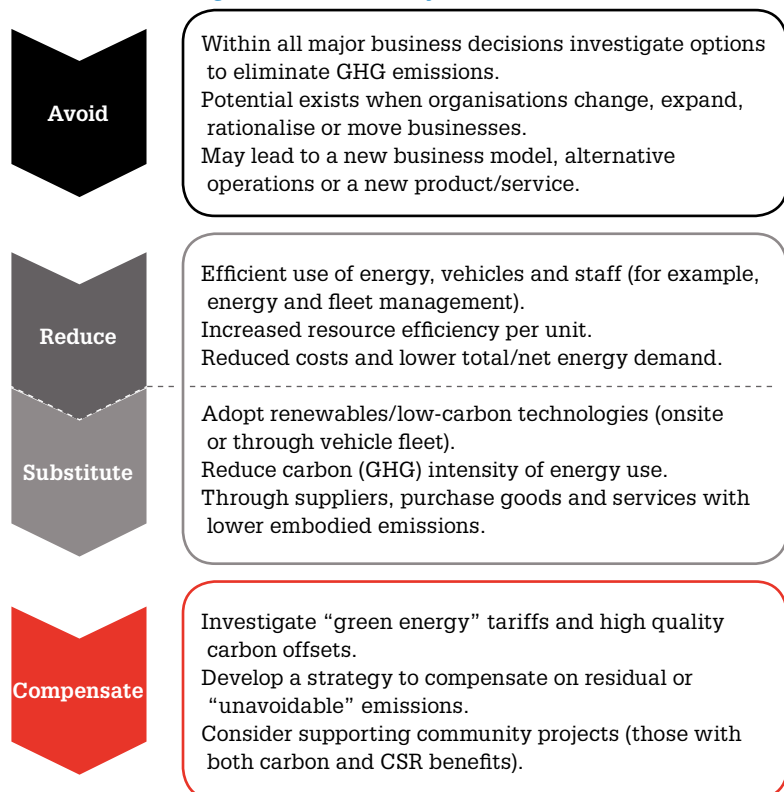 Avoid
Within all major business decisions investigate options
to eliminate GHG emissions.
Potential exists when organisations change, expand,
rationalise or move businesses.
May lead to a new business model, alternative
operations or a new product/service.
Reduce
Efficient use of energy, vehicles and staff (for example,
energy and fleet management).
Increased resource efficiency per unit.
Reduced costs and lower total/net energy demand.
Substitute
Adopt renewables/low-carbon technologies (onsite
or through vehicle fleet).
Reduce carbon (GHG) intensity of energy use.
Through suppliers, purchase goods and services with
lower embodied emissions.
Compensate
Investigate “green energy” tariffs and high quality
carbon offsets.
Develop a strategy to compensate on residual or
“unavoidable” emissions.
Consider supporting community projects (those with
both carbon and CSR benefits).